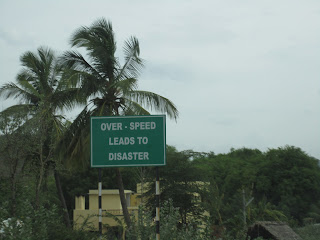 OVER - SPEED
LEADS TO
DISASTER